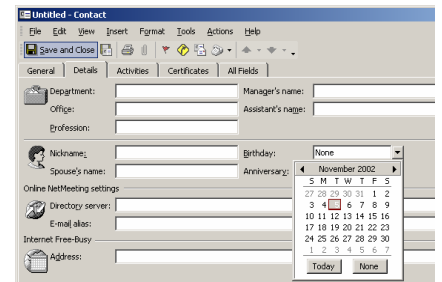 Untitled - Contact
File Edit View Insert Format Tools Actions Help
Save and Close
General Details Activities Certificates All Fields
Department: Manager's name:
Office: Assistant's name:
Profession:
Nickname: Birthday: None
Spouse's name: Anniversary:
November 2002
S M T W T F S
27 28 29 30 31 1 2
3 4 6 7 8 9
10 11 12 13 14 15 16
17 18 19 20 21 22 23
24 25 26 27 28 29 30
1 2 3 4 5 6 7
Today None
Online NetMeeting settings
Directory server:
E-mail alias:
Internet Free-Busy
Address: